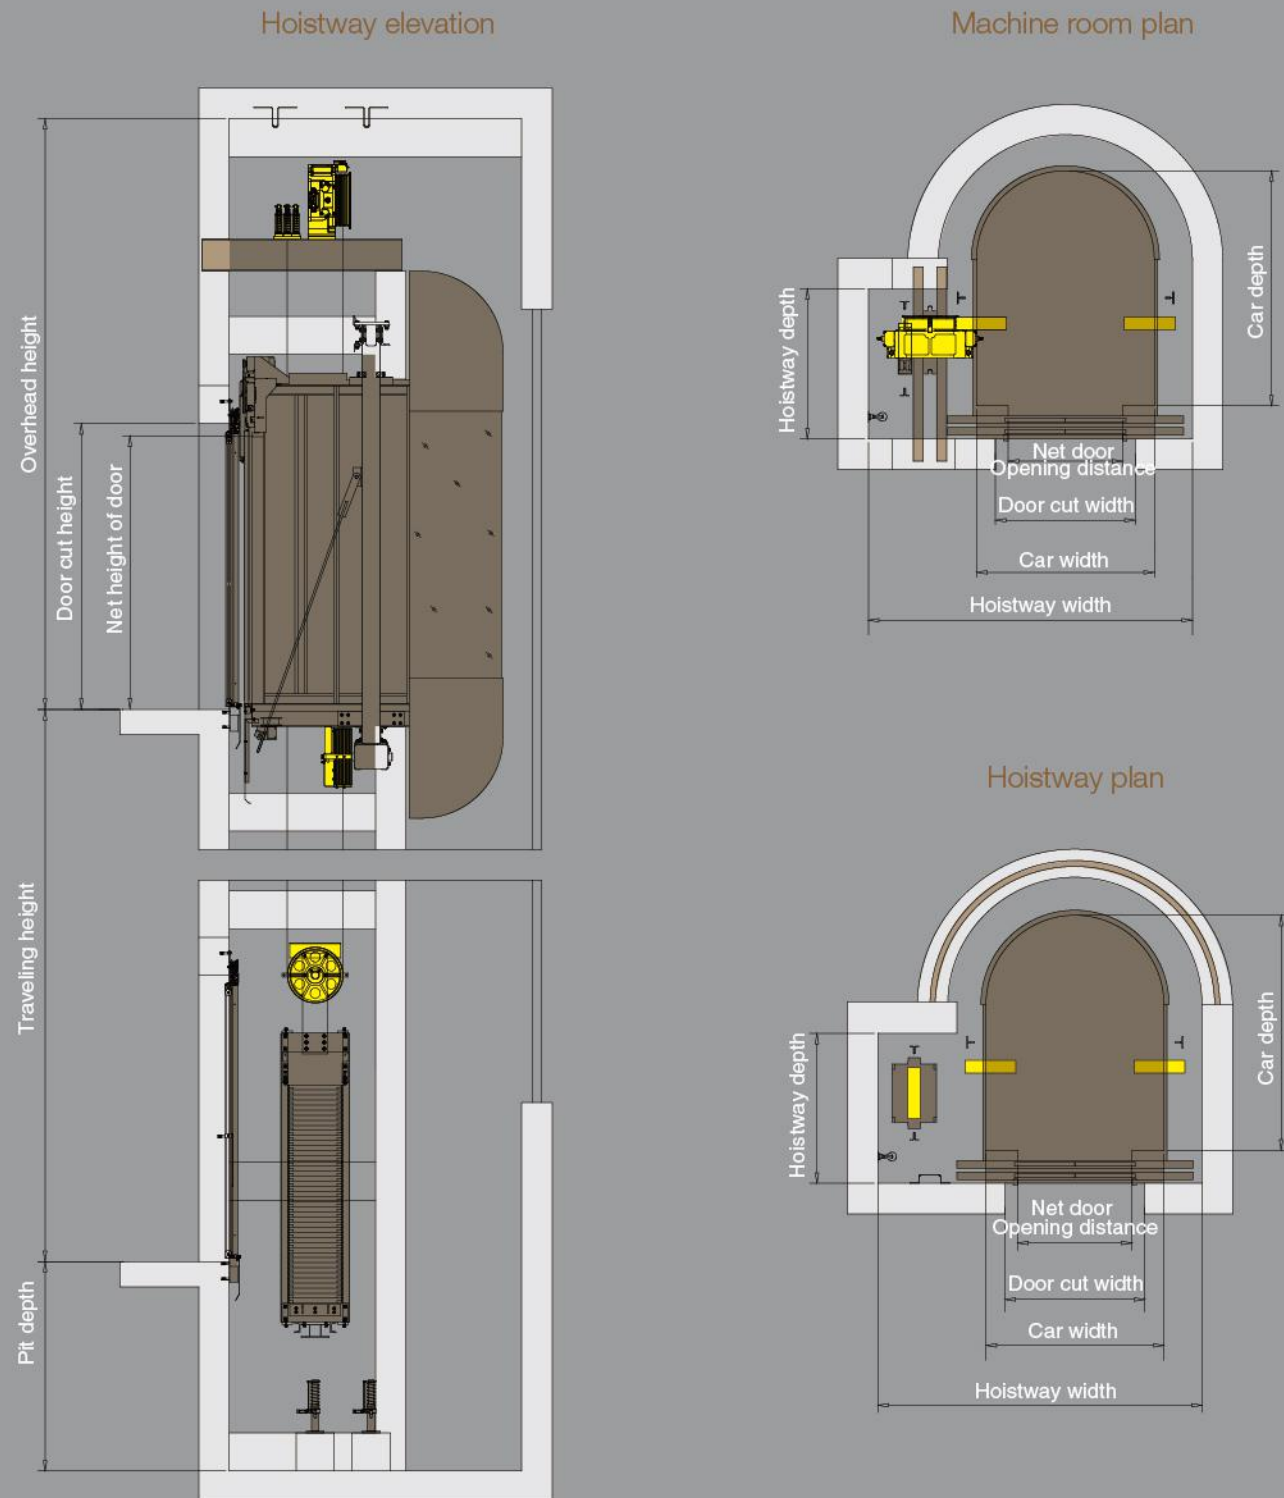 Hoistway elevation
Overhead height
Door cut height
Net height of door
Traveling height
Pit depth
Machine room plan
Hoistway depth
Car depth
Net door
Opening distance
Door cut width
Car width
Hoistway width
Hoistway plan
Hoistway depth
Car depth
Net door
Opening distance
Door cut width
Car width
Hoistway width